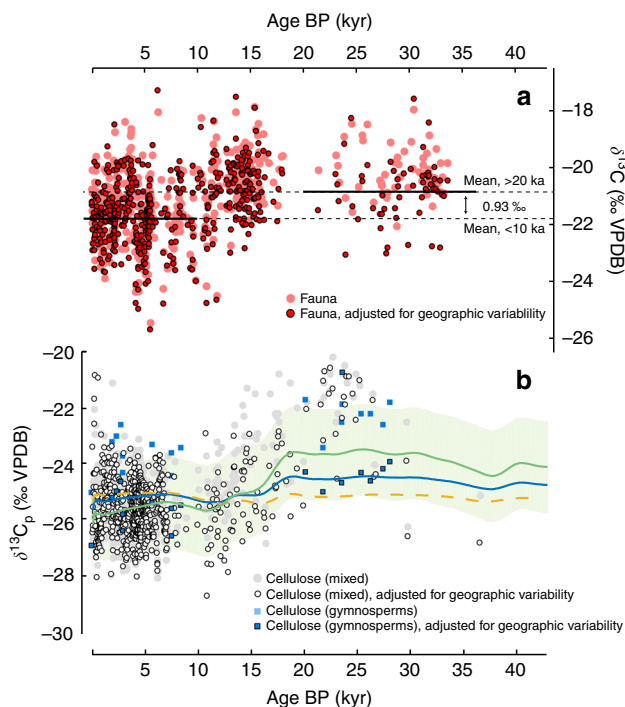 Age BP (kyr)
5 10 15 20 25 30 35 40
a
−18
−20
−22
−24
−26
δ¹³C (‰ VPDB)
Mean, >20 ka
0.93 ‰
Mean, <10 ka
Fauna
Fauna, adjusted for geographic variablility
b
−20
−22
−24
−26
−28
−30
δ¹³Cp (‰ VPDB)
Cellulose (mixed)
Cellulose (mixed), adjusted for geographic variability
Cellulose (gymnosperms)
Cellulose (gymnosperms), adjusted for geographic variability
5 10 15 20 25 30 35 40
Age BP (kyr)